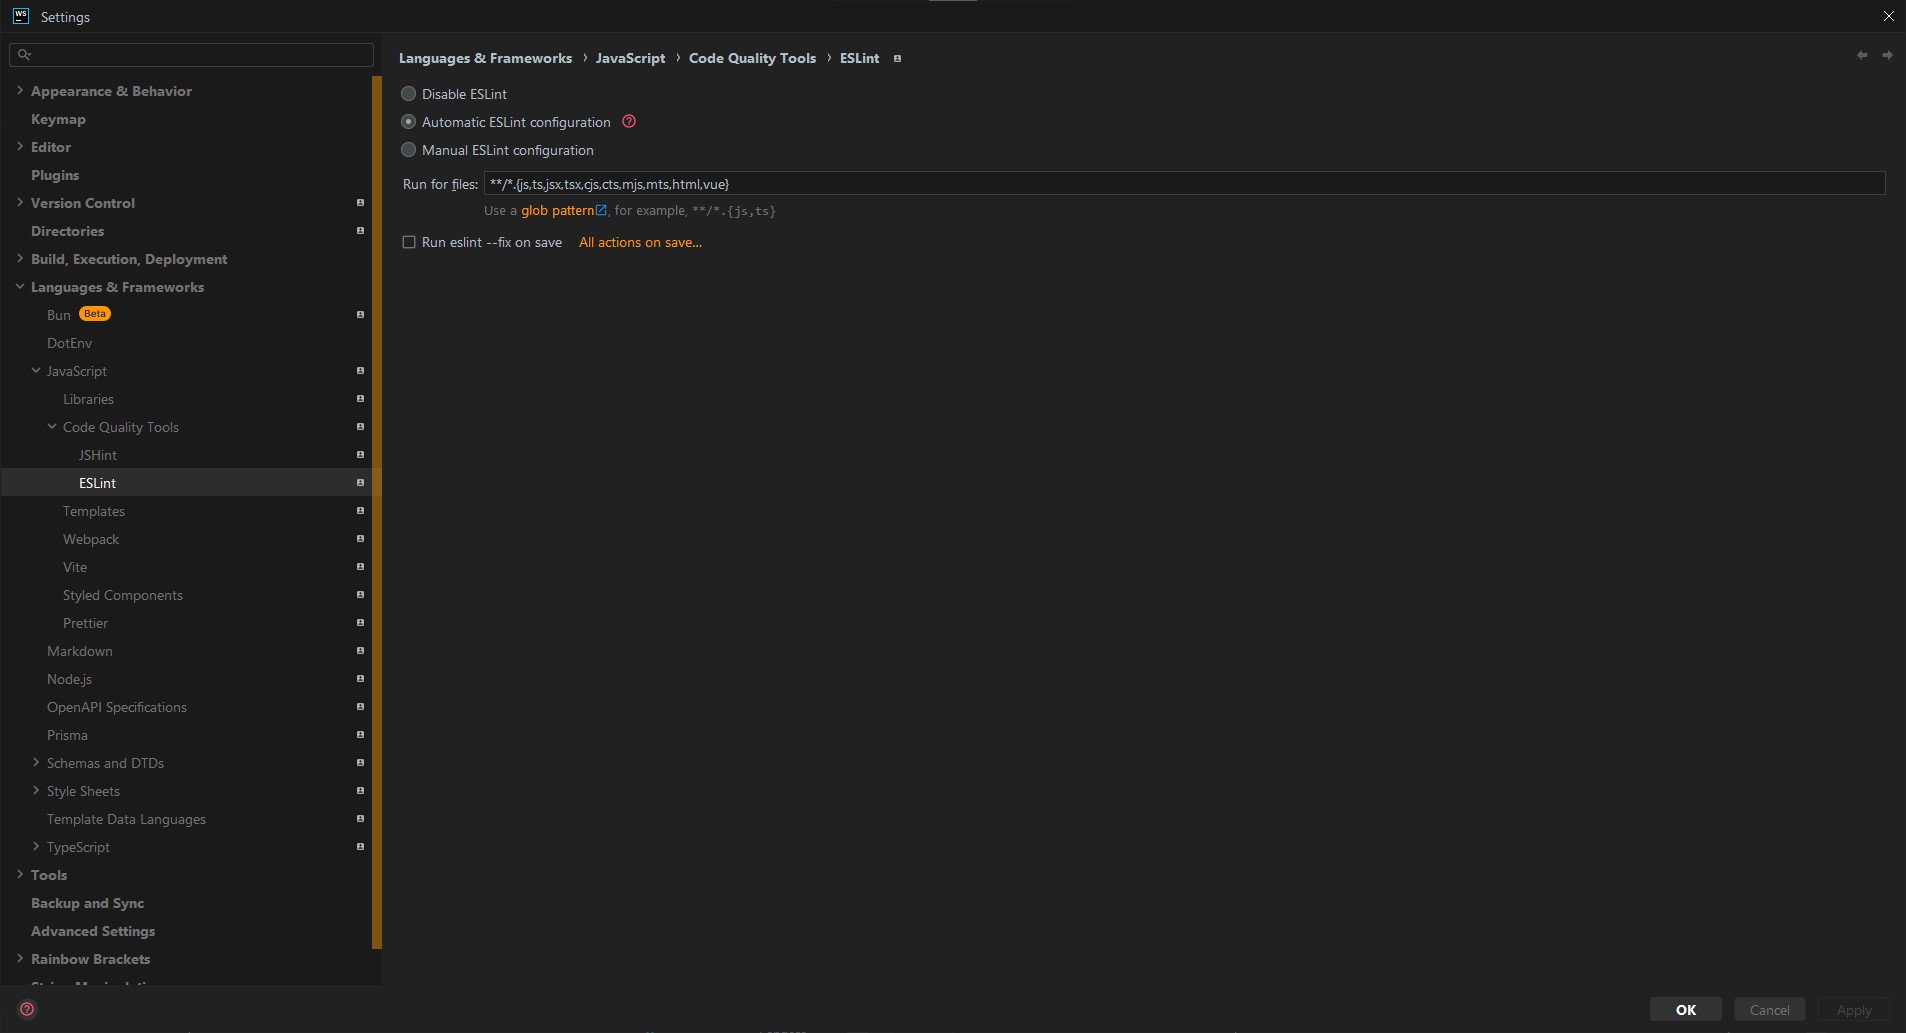 WS
Settings
Appearance & Behavior
Keymap
Editor
Plugins
Version Control
Directories
Build, Execution, Deployment
Languages & Frameworks
Bun Beta
DotEnv
JavaScript
Libraries
Code Quality Tools
JSHint
ESLint
Templates
Webpack
Vite
Styled Components
Prettier
Markdown
Node.js
OpenAPI Specifications
Prisma
Schemas and DTDs
Style Sheets
Template Data Languages
TypeScript
Tools
Backup and Sync
Advanced Settings
Rainbow Brackets
Languages & Frameworks › JavaScript › Code Quality Tools › ESLint
Disable ESLint
Automatic ESLint configuration ?
Manual ESLint configuration
Run for files: **/*.{js,ts,jsx,tsx,cjs,cts,mjs,mts,html,vue}
Use a glob pattern, for example, **/*.{js,ts}
Run eslint --fix on save All actions on save...
? OK Cancel Apply